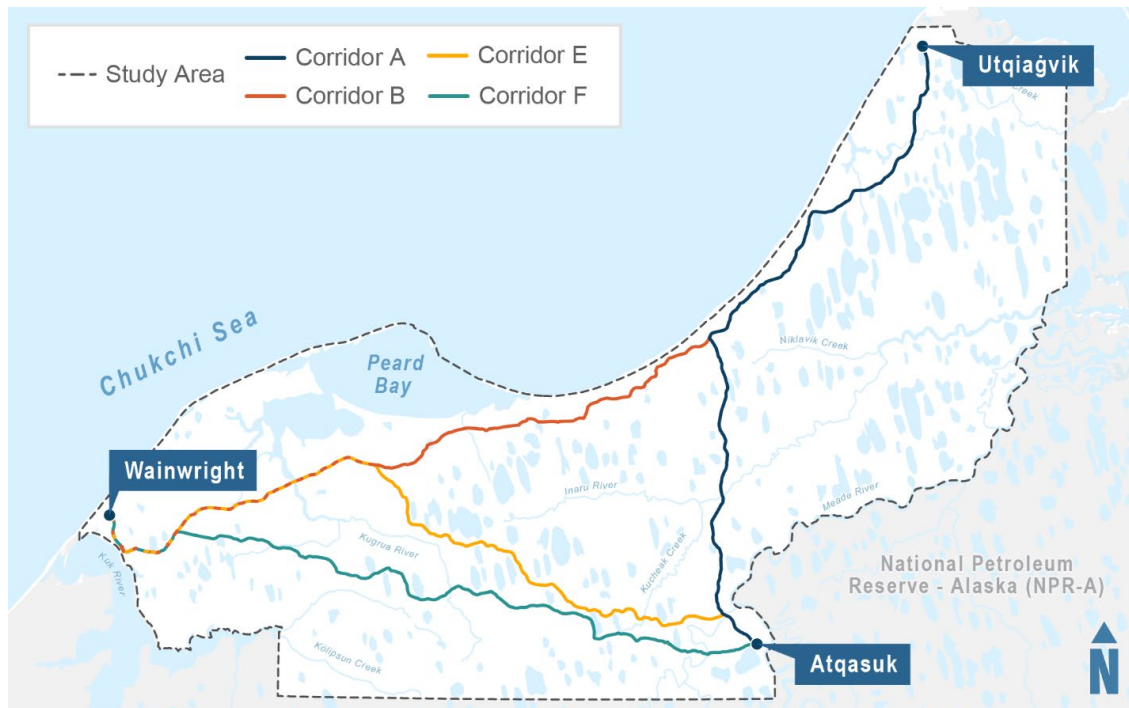 Study Area
Corridor A
Corridor E
Corridor B
Corridor F
Utqiaġvik
Creek
Chukchi Sea
Peard
Bay
Niklavik Creek
Wainwright
Inaru River
Meade River
Kugrua River
Kucheak Creek
Kuk River
National Petroleum
Reserve - Alaska (NPR-A)
Kolipsun Creek
Atqasuk
N